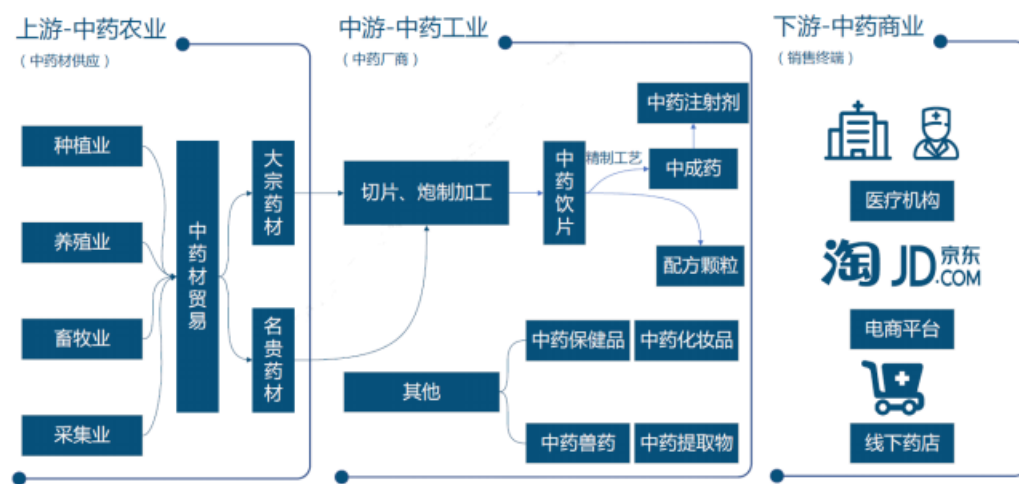 上游-中药农业
（中药材供应）
种植业
养殖业
畜牧业
采集业
中药材贸易
大宗药材
名贵药材
中游-中药工业
（中药厂商）
切片、炮制加工
中药饮片
精制工艺
中药注射剂
中成药
配方颗粒
其他
中药保健品
中药化妆品
中药兽药
中药提取物
下游-中药商业
（销售终端）
医疗机构
淘 JD 京东
.COM
电商平台
线下药店